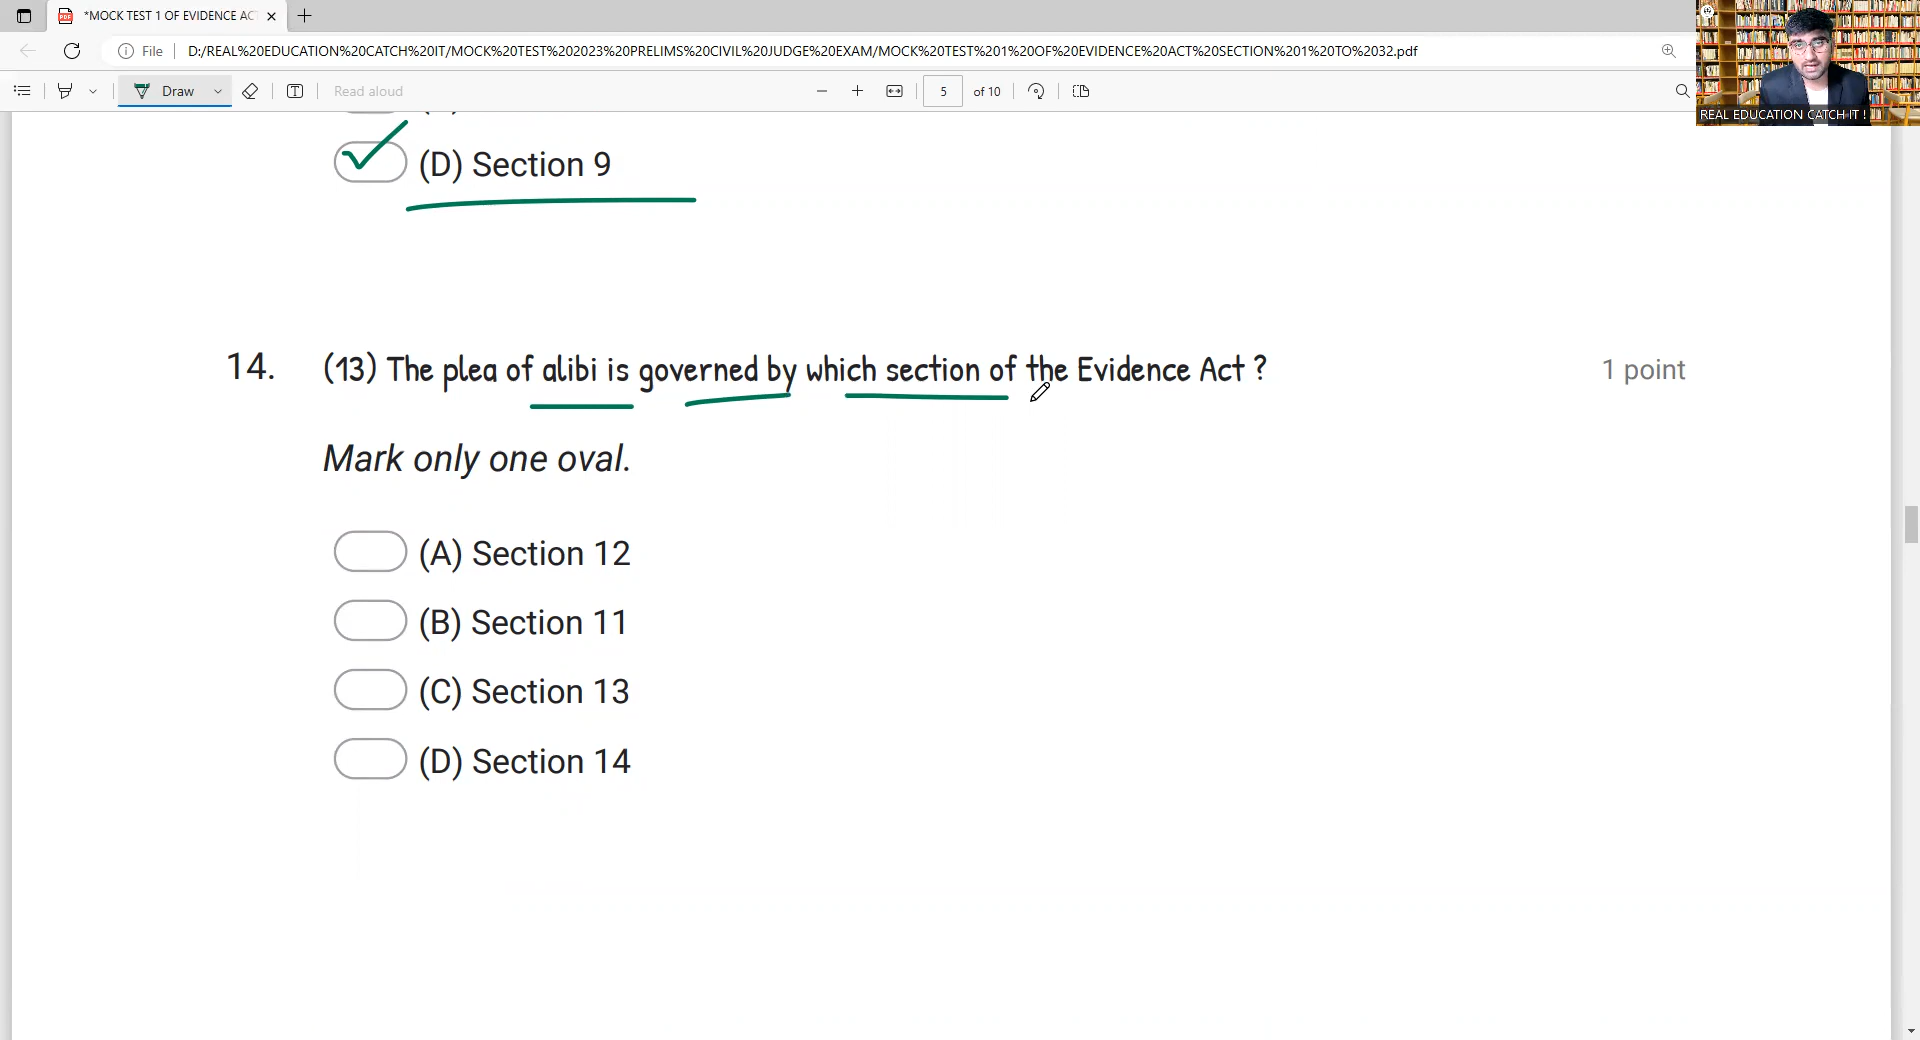 *MOCK TEST 1 OF EVIDENCE AC
File D:/REAL%20EDUCATION%20CATCH%20IT/MOCK%20TEST%202023%20PRELIMS%20CIVIL%20JUDGE%20EXAM/MOCK%20TEST%201%20OF%20EVIDENCE%20ACT%20SECTION%201%20TO%2032.pdf
Draw Read aloud 5 of 10
REAL EDUCATION CATCH IT !
(D) Section 9
14. (13) The plea of alibi is governed by which section of the Evidence Act ? 1 point
Mark only one oval.
(A) Section 12
(B) Section 11
(C) Section 13
(D) Section 14